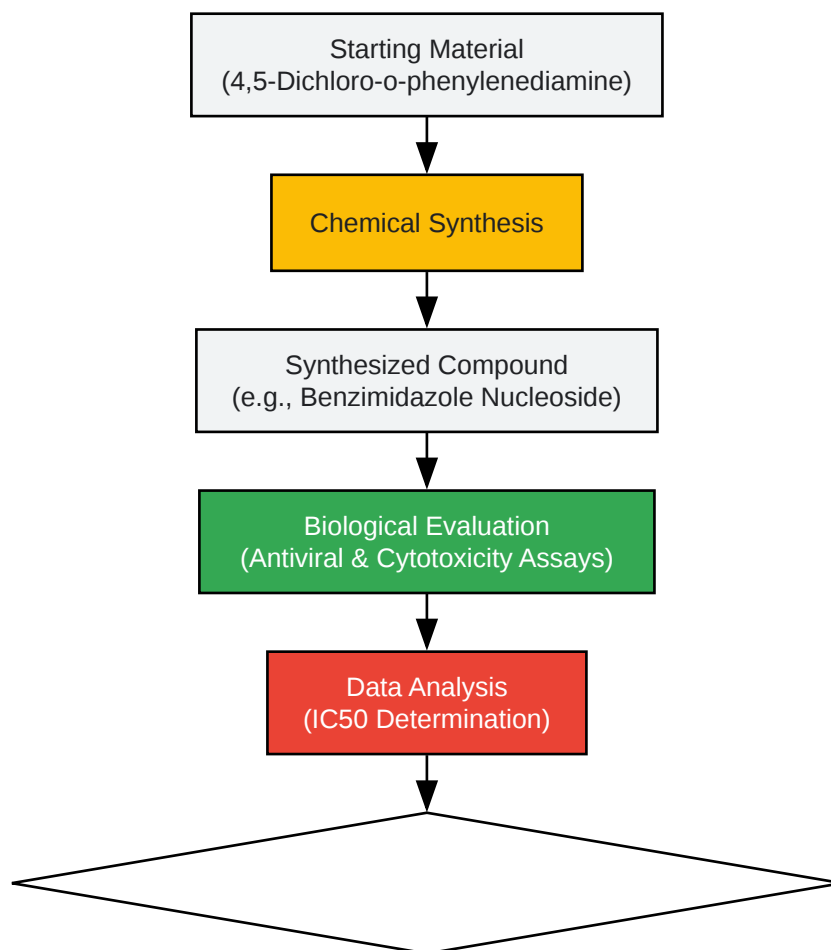 Starting Material
(4,5-Dichloro-o-phenylenediamine)
Chemical Synthesis
Synthesized Compound
(e.g., Benzimidazole Nucleoside)
Biological Evaluation
(Antiviral & Cytotoxicity Assays)
Data Analysis
(IC50 Determination)